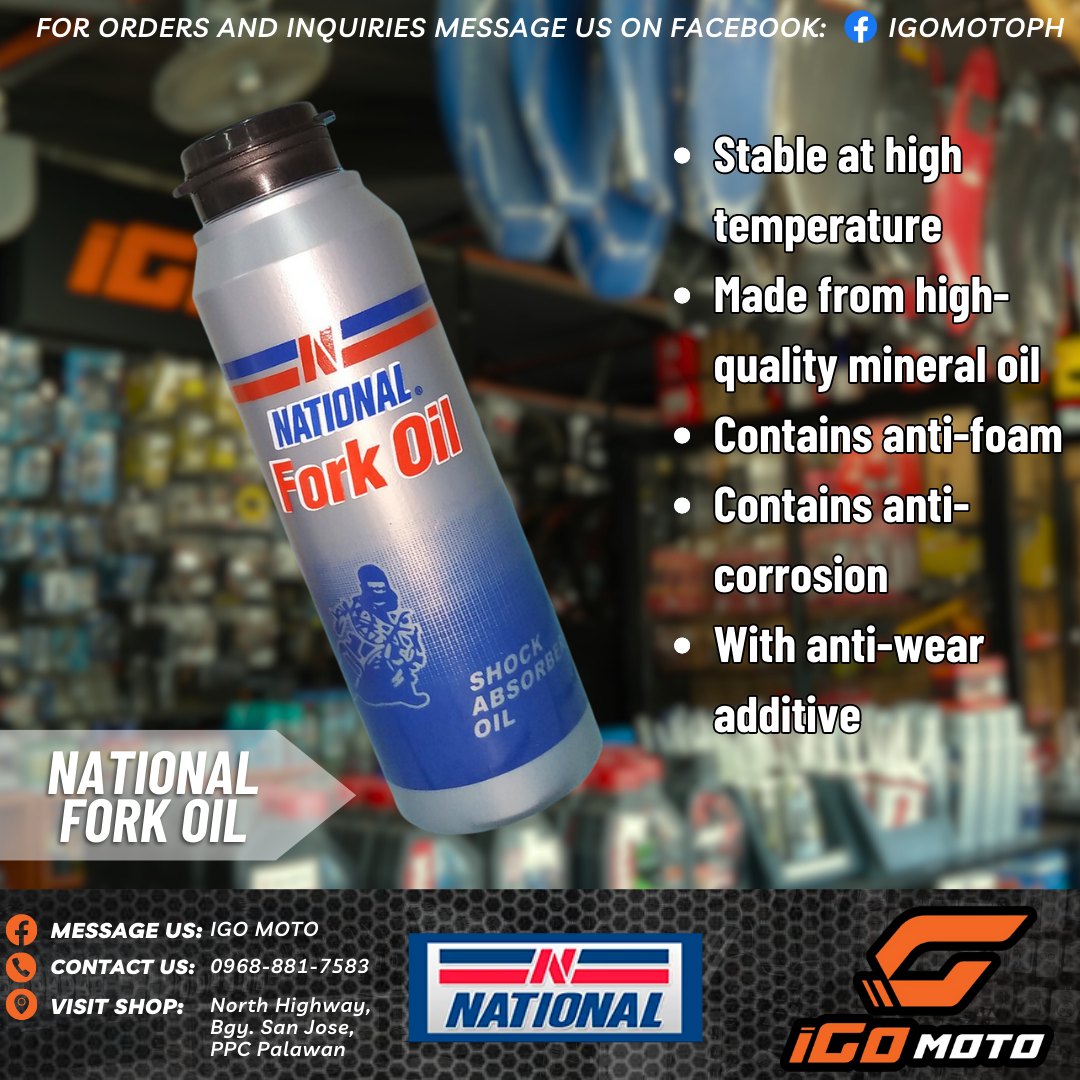 FOR ORDERS AND INQUIRIES MESSAGE US ON FACEBOOK: IGOMOTOPH
iG
N
NATIONAL®
Fork Oil
SHOCK
ABSORBER
OIL
• Stable at high
temperature
• Made from high-
quality mineral oil
• Contains anti-foam
• Contains anti-
corrosion
• With anti-wear
additive
NATIONAL
FORK OIL
MESSAGE US: IGO MOTO
CONTACT US: 0968-881-7583
VISIT SHOP: North Highway,
Bgy. San Jose,
PPC Palawan
N
NATIONAL
G
iGO MOTO